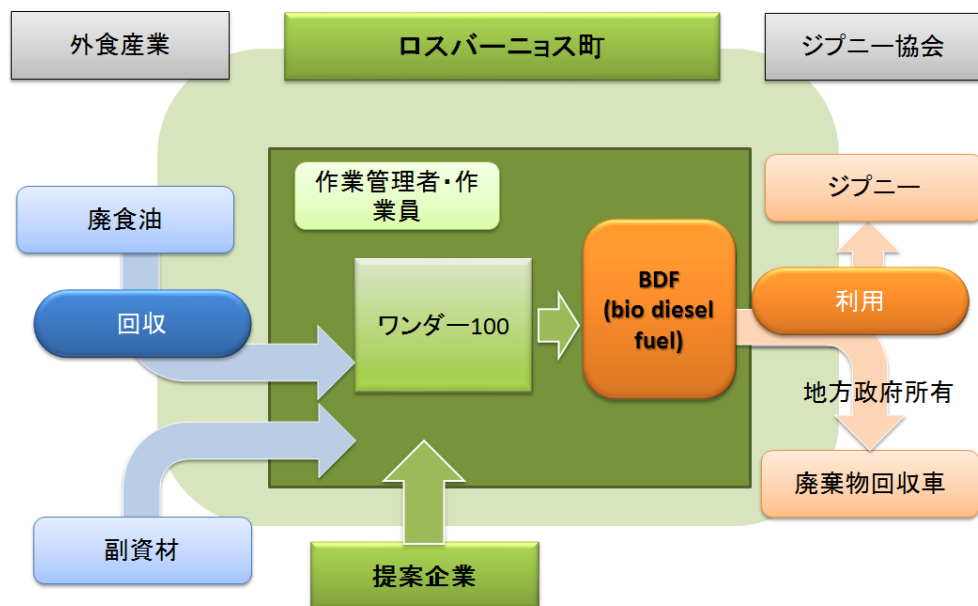 外食産業
ロスバーニョス町
ジプニー協会
作業管理者・作
業員
廃食油
回収
副資材
ワンダー100
BDF
(bio diesel
fuel)
ジプニー
利用
地方政府所有
廃棄物回収車
提案企業